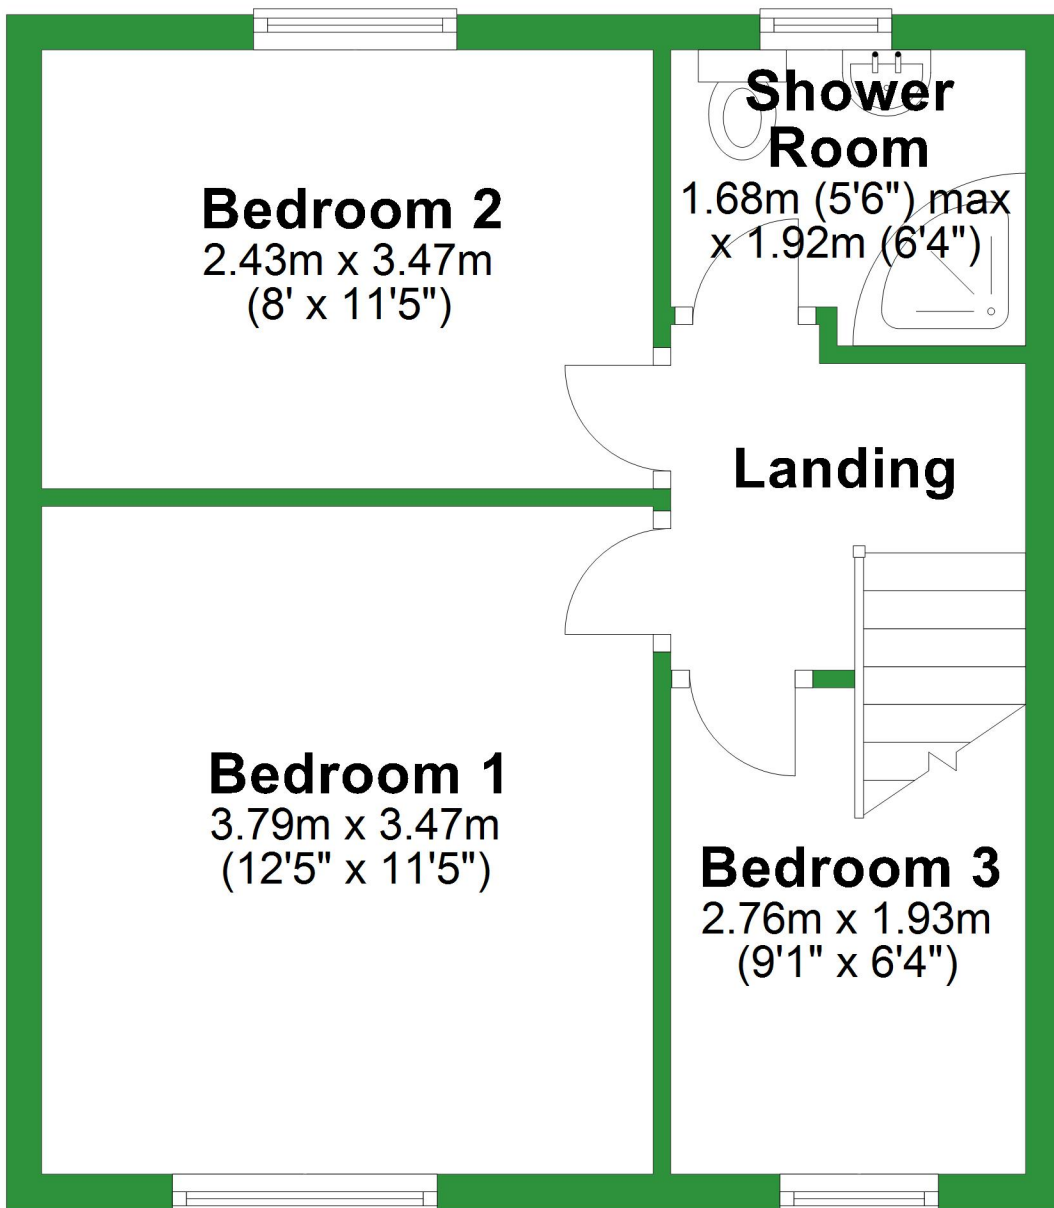 Bedroom 2
2.43m x 3.47m
(8' x 11'5")
Shower
Room
1.68m (5'6") max
x 1.92m (6'4")
Landing
Bedroom 1
3.79m x 3.47m
(12'5" x 11'5")
Bedroom 3
2.76m x 1.93m
(9'1" x 6'4")